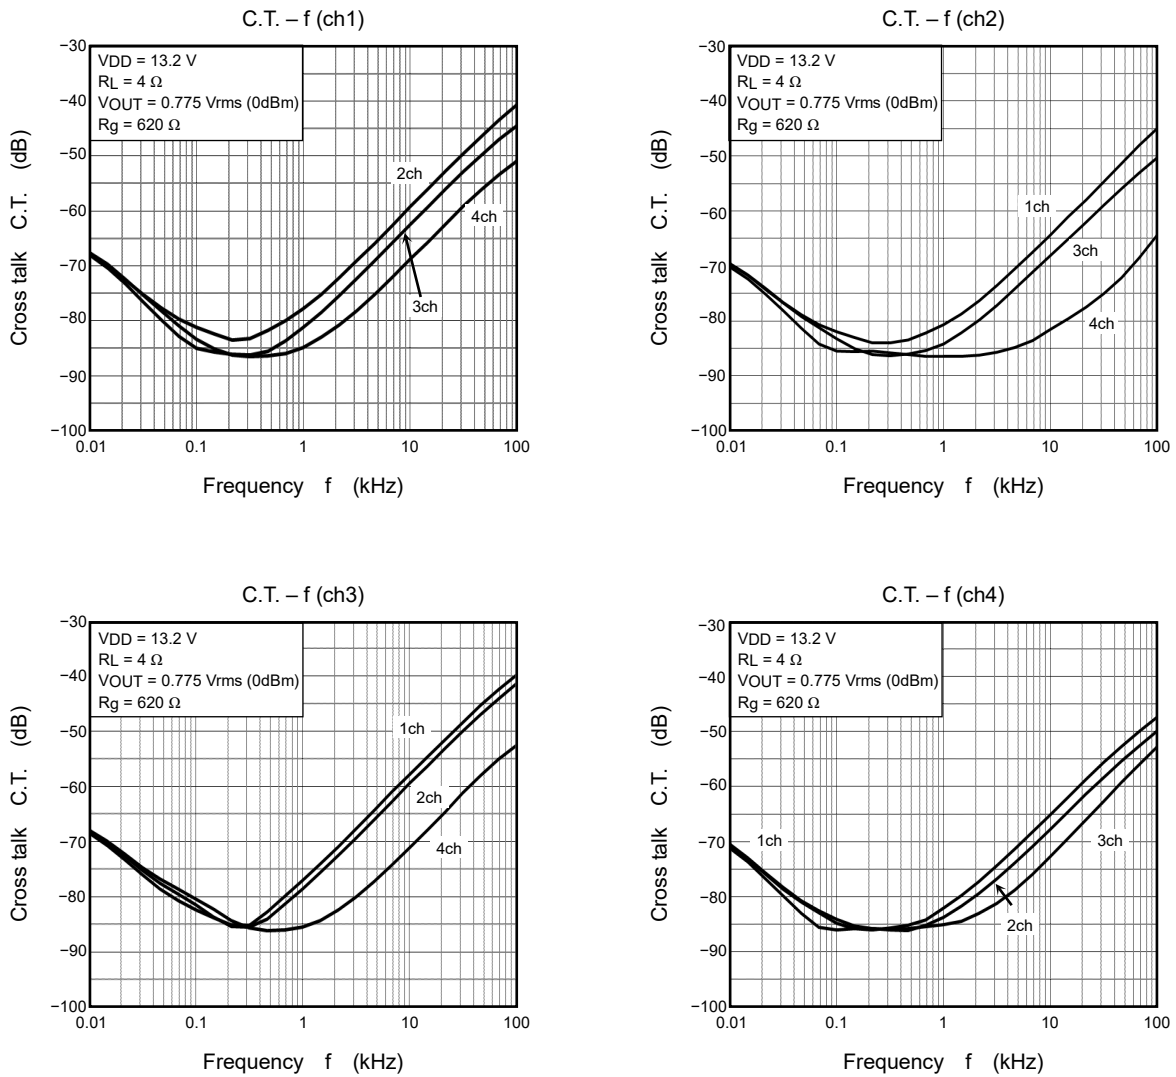 C.T. – f (ch1)
−30
−40
−50
−60
−70
−80
−90
−100
Cross talk C.T. (dB)
VDD = 13.2 V
RL = 4 Ω
VOUT = 0.775 Vrms (0dBm)
Rg = 620 Ω
2ch
4ch
3ch
0.01
0.1
1
10
100
Frequency f (kHz)
C.T. – f (ch2)
−30
−40
−50
−60
−70
−80
−90
−100
Cross talk C.T. (dB)
VDD = 13.2 V
RL = 4 Ω
VOUT = 0.775 Vrms (0dBm)
Rg = 620 Ω
1ch
3ch
4ch
0.01
0.1
1
10
100
Frequency f (kHz)
C.T. – f (ch3)
−30
−40
−50
−60
−70
−80
−90
−100
Cross talk C.T. (dB)
VDD = 13.2 V
RL = 4 Ω
VOUT = 0.775 Vrms (0dBm)
Rg = 620 Ω
1ch
2ch
4ch
0.01
0.1
1
10
100
Frequency f (kHz)
C.T. – f (ch4)
−30
−40
−50
−60
−70
−80
−90
−100
Cross talk C.T. (dB)
VDD = 13.2 V
RL = 4 Ω
VOUT = 0.775 Vrms (0dBm)
Rg = 620 Ω
1ch
3ch
2ch
0.01
0.1
1
10
100
Frequency f (kHz)